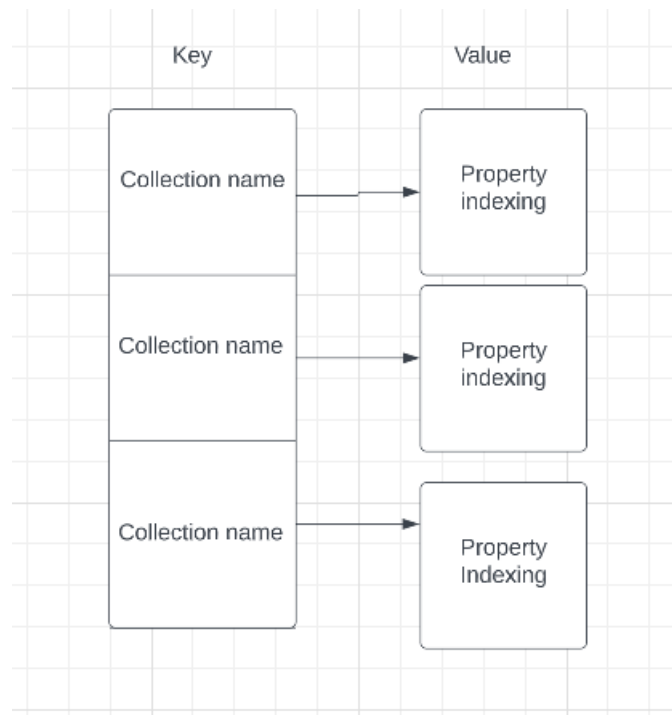 Key
Value
Collection name
Property
indexing
Collection name
Property
indexing
Collection name
Property
Indexing